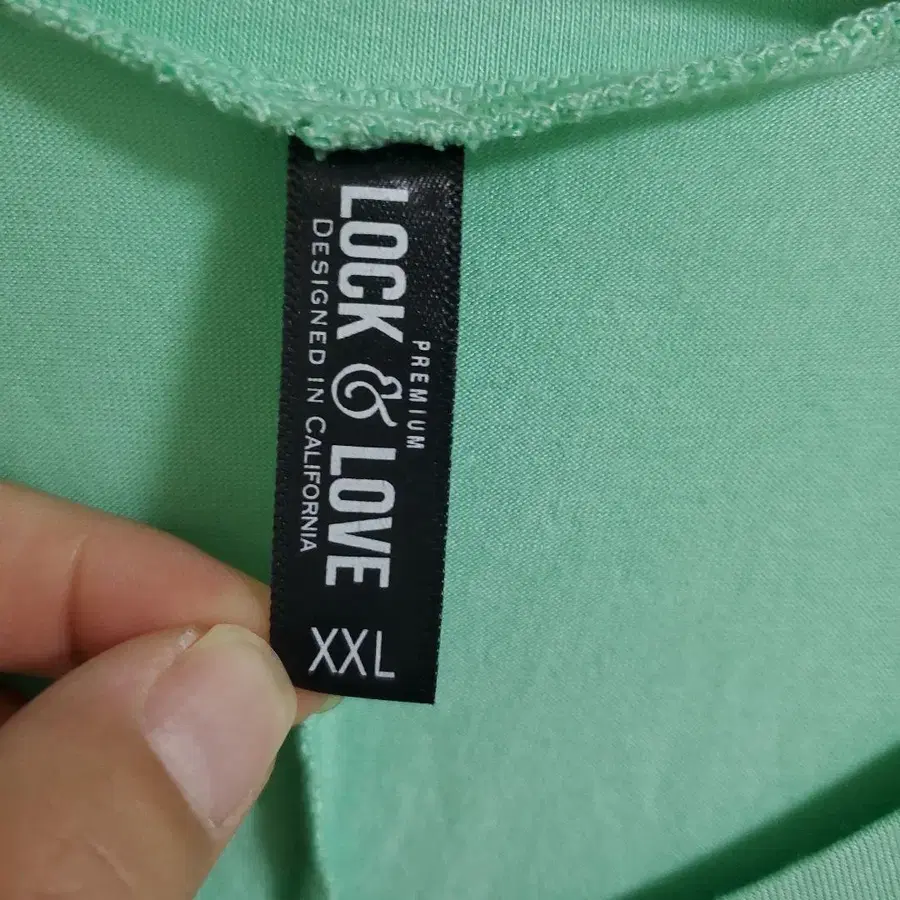 PREMIUM
LOCK & LOVE
DESIGNED IN CALIFORNIA
XXL